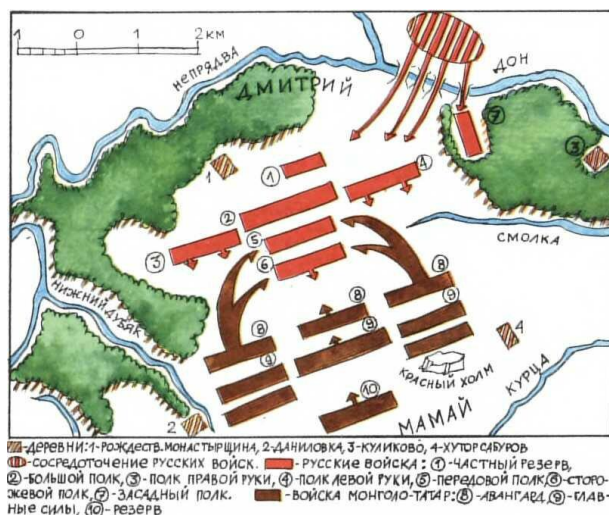 1 0 1 2км
НЕПРЯДВА
ДОН
ДМИТРИЙ
7
3
1
1
4
2
3
5
6
СМОЛКА
НИЖНИЙ ДУБЯК
8
8
8
9
9
9
4
КРАСНЫЙ ХОЛМ
КУРЦА
10
МАМАЙ
2
-ДЕРЕВНИ: 1-РОЖДЕСТВ. МОНАСТЫРЩИНА, 2-ДАНИЛОВКА, 3-КУЛИКОВО, 4-ХУТОР САБУРОВ
-СОСРЕДОТОЧЕНИЕ РУССКИХ ВОЙСК. -РУССКИЕ ВОЙСКА: 1-ЧАСТНЫЙ РЕЗЕРВ,
2-БОЛЬШОЙ ПОЛК, 3-ПОЛК ПРАВОЙ РУКИ, 4-ПОЛК ЛЕВОЙ РУКИ, 5-ПЕРЕДОВОЙ ПОЛК 6-СТОРО-
ЖЕВОЙ ПОЛК, 7-ЗАСАДНЫЙ ПОЛК. -ВОЙСКА МОНГОЛО-ТАТАР: 8-АВАНГАРД, 9-ГЛАВ-
НЫЕ СИЛЫ, 10-РЕЗЕРВ